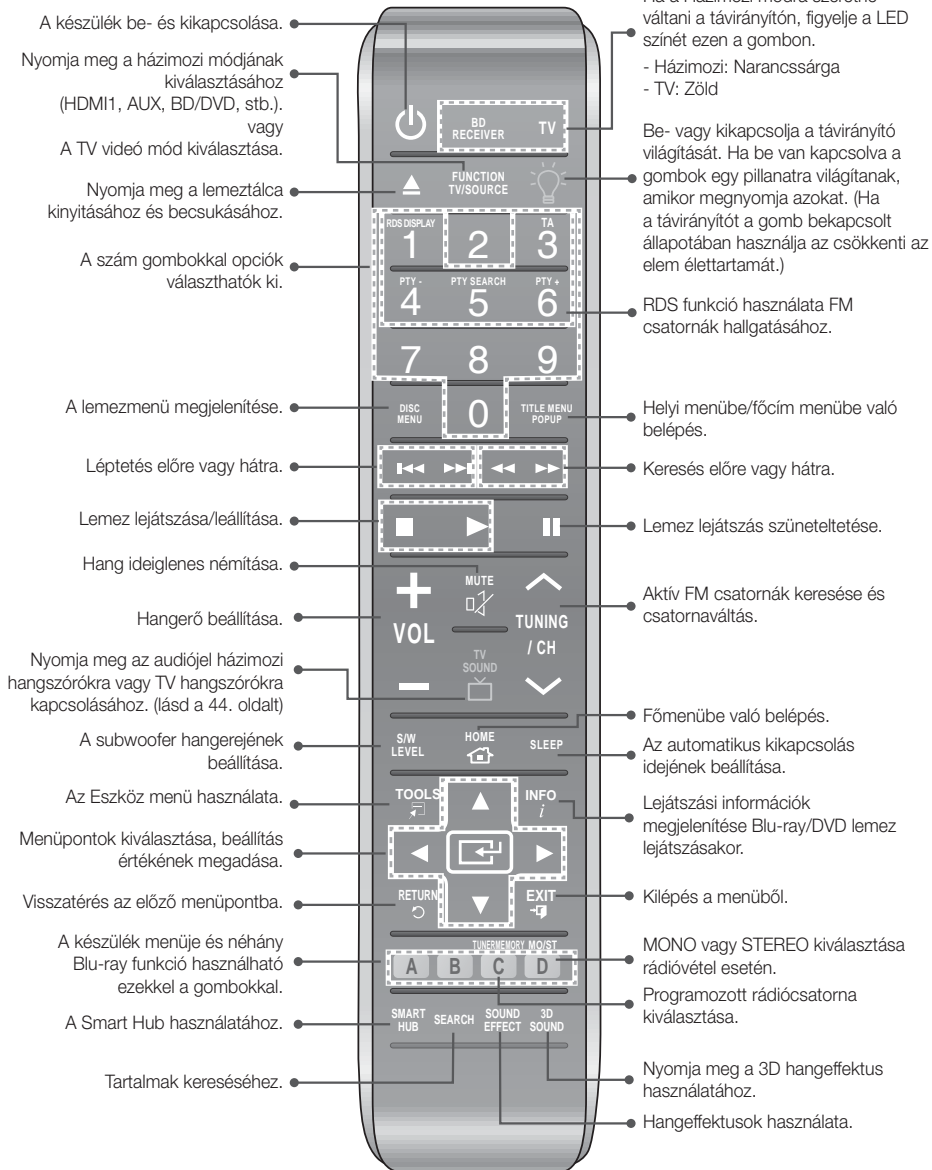 A készülék be- és kikapcsolása.
Nyomja meg a házimozi módjának
kiválasztásához
(HDMI1, AUX, BD/DVD, stb.).
vagy
A TV videó mód kiválasztása.
Nyomja meg a lemeztálca
kinyitásához és becsukásához.
A szám gombokkal opciók
választhatók ki.
A lemezmenü megjelenítése.
Léptetés előre vagy hátra.
Lemez lejátszása/leállítása.
Hang ideiglenes némítása.
Hangerő beállítása.
Nyomja meg az audiójel házimozi
hangszórókra vagy TV hangszórókra
kapcsolásához. (lásd a 44. oldalt)
A subwoofer hangerejének
beállítása.
Az Eszköz menü használata.
Menüpontok kiválasztása, beállítás
értékének megadása.
Visszatérés az előző menüpontba.
A készülék menüje és néhány
Blu-ray funkció használható
ezekkel a gombokkal.
A Smart Hub használatához.
Tartalmak kereséséhez.
BD
RECEIVER
TV
FUNCTION
TV/SOURCE
RDS DISPLAY
1
2
TA
3
PTY -
4
PTY SEARCH
5
PTY +
6
7
8
9
DISC
MENU
0
TITLE MENU
POPUP
MUTE
VOL
TUNING
/ CH
TV
SOUND
S/W
LEVEL
HOME
SLEEP
TOOLS
INFO
i
RETURN
EXIT
TUNER MEMORY
MO/ST
A
B
C
D
SMART
HUB
SEARCH
SOUND
EFFECT
3D
SOUND
váltani a távirányítón, figyelje a LED
színét ezen a gombon.
- Házimozi: Narancssárga
- TV: Zöld
Be- vagy kikapcsolja a távirányító
világítását. Ha be van kapcsolva a
gombok egy pillanatra világítanak,
amikor megnyomja azokat. (Ha
a távirányítót a gomb bekapcsolt
állapotában használja az csökkenti az
elem élettartamát.)
RDS funkció használata FM
csatornák hallgatásához.
Helyi menübe/főcím menübe való
belépés.
Keresés előre vagy hátra.
Lemez lejátszás szüneteltetése.
Aktív FM csatornák keresése és
csatornaváltás.
Főmenübe való belépés.
Az automatikus kikapcsolás
idejének beállítása.
Lejátszási információk
megjelenítése Blu-ray/DVD lemez
lejátszásakor.
Kilépés a menüből.
MONO vagy STEREO kiválasztása
rádióvétel esetén.
Programozott rádiócsatorna
kiválasztása.
Nyomja meg a 3D hangeffektus
használatához.
Hangeffektusok használata.